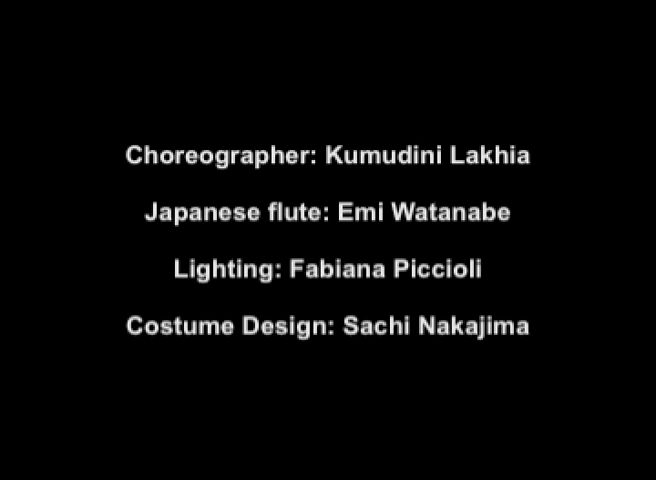 Choreographer: Kumudini Lakhia
Japanese flute: Emi Watanabe
Lighting: Fabiana Piccioli
Costume Design: Sachi Nakajima